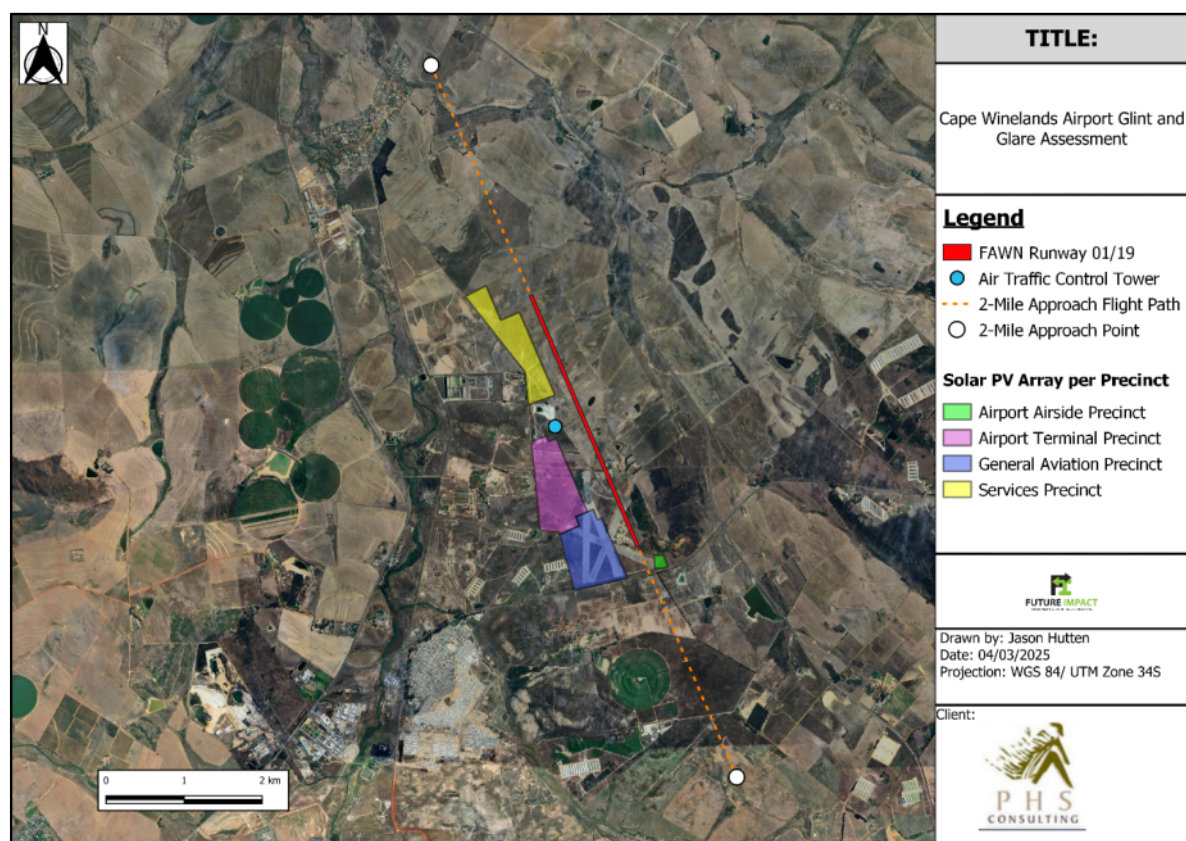 N
TITLE:
Cape Winelands Airport Glint and
Glare Assessment
Legend
FAWN Runway 01/19
Air Traffic Control Tower
2-Mile Approach Flight Path
2-Mile Approach Point
Solar PV Array per Precinct
Airport Airside Precinct
Airport Terminal Precinct
General Aviation Precinct
Services Precinct
FUTURE IMPACT
Drawn by: Jason Hutten
Date: 04/03/2025
Projection: WGS 84/ UTM Zone 34S
Client:
PHS
CONSULTING
0 1 2 km